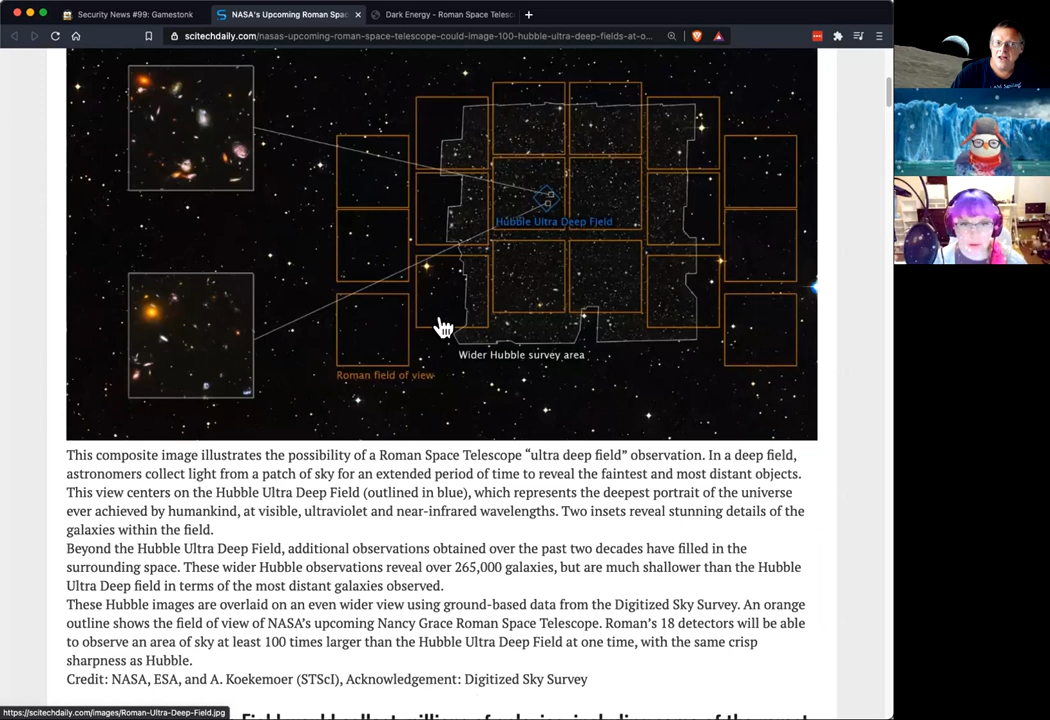 Security News #99: Gamestonk
NASA's Upcoming Roman Spac
Dark Energy - Roman Space Telesc
scitechdaily.com/nasas-upcoming-roman-space-telescope-could-image-100-hubble-ultra-deep-fields-at-o...
Hubble Ultra Deep Field
Wider Hubble survey area
Roman field of view
This composite image illustrates the possibility of a Roman Space Telescope “ultra deep field” observation. In a deep field,
astronomers collect light from a patch of sky for an extended period of time to reveal the faintest and most distant objects.
This view centers on the Hubble Ultra Deep Field (outlined in blue), which represents the deepest portrait of the universe
ever achieved by humankind, at visible, ultraviolet and near-infrared wavelengths. Two insets reveal stunning details of the
galaxies within the field.
Beyond the Hubble Ultra Deep Field, additional observations obtained over the past two decades have filled in the
surrounding space. These wider Hubble observations reveal over 265,000 galaxies, but are much shallower than the Hubble
Ultra Deep field in terms of the most distant galaxies observed.
These Hubble images are overlaid on an even wider view using ground-based data from the Digitized Sky Survey. An orange
outline shows the field of view of NASA’s upcoming Nancy Grace Roman Space Telescope. Roman’s 18 detectors will be able
to observe an area of sky at least 100 times larger than the Hubble Ultra Deep Field at one time, with the same crisp
sharpness as Hubble.
Credit: NASA, ESA, and A. Koekemoer (STScI), Acknowledgement: Digitized Sky Survey
https://scitechdaily.com/images/Roman-Ultra-Deep-Field.jpg